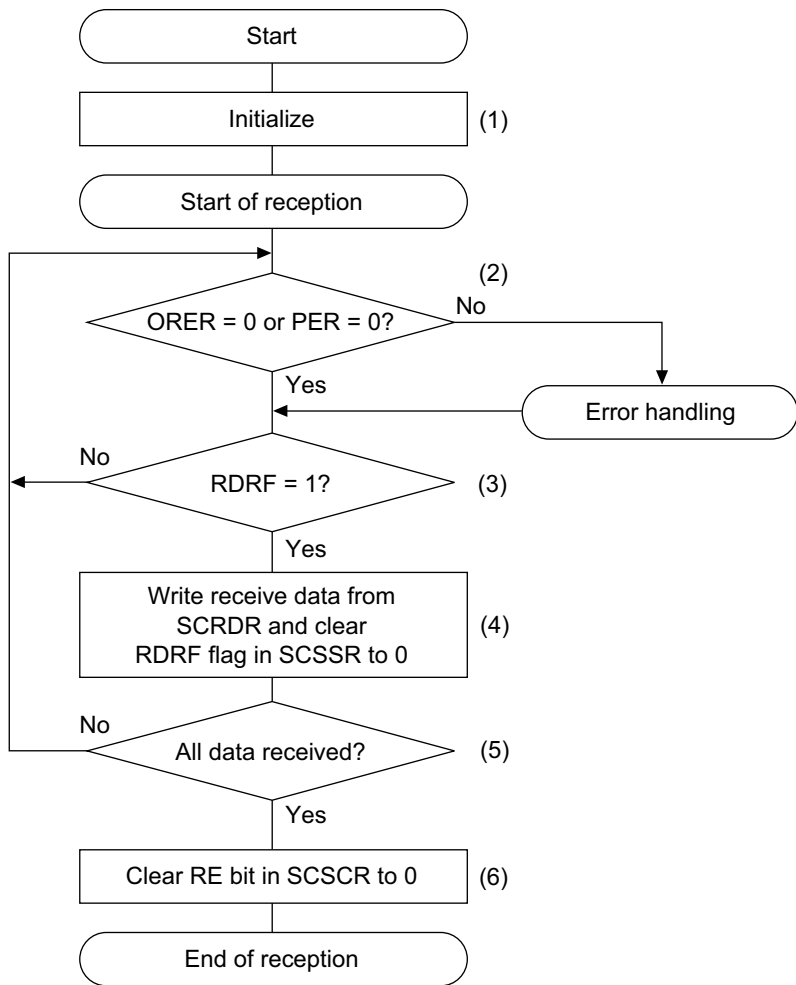 Start
Initialize
(1)
Start of reception
(2)
ORER = 0 or PER = 0?
No
Yes
Error handling
No
RDRF = 1?
(3)
Yes
Write receive data from
SCRDR and clear
RDRF flag in SCSSR to 0
(4)
No
All data received?
(5)
Yes
Clear RE bit in SCSCR to 0
(6)
End of reception